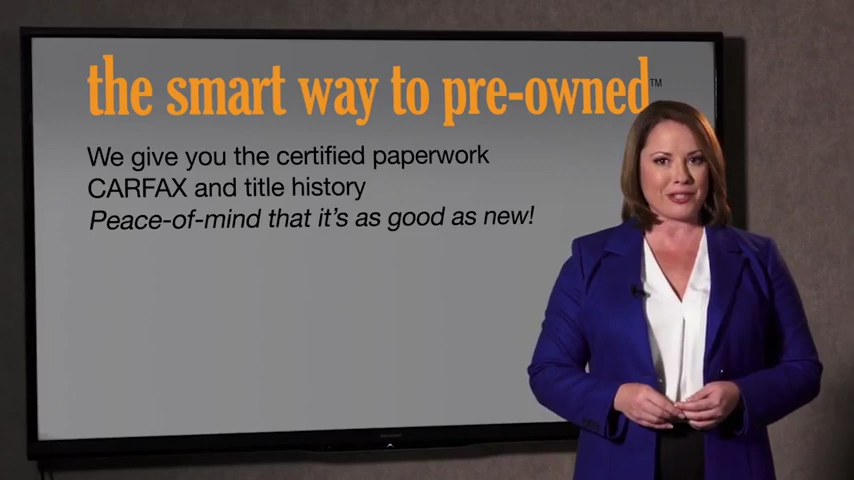 the smart way to pre-owned™
We give you the certified paperwork
CARFAX and title history
Peace-of-mind that it's as good as new!